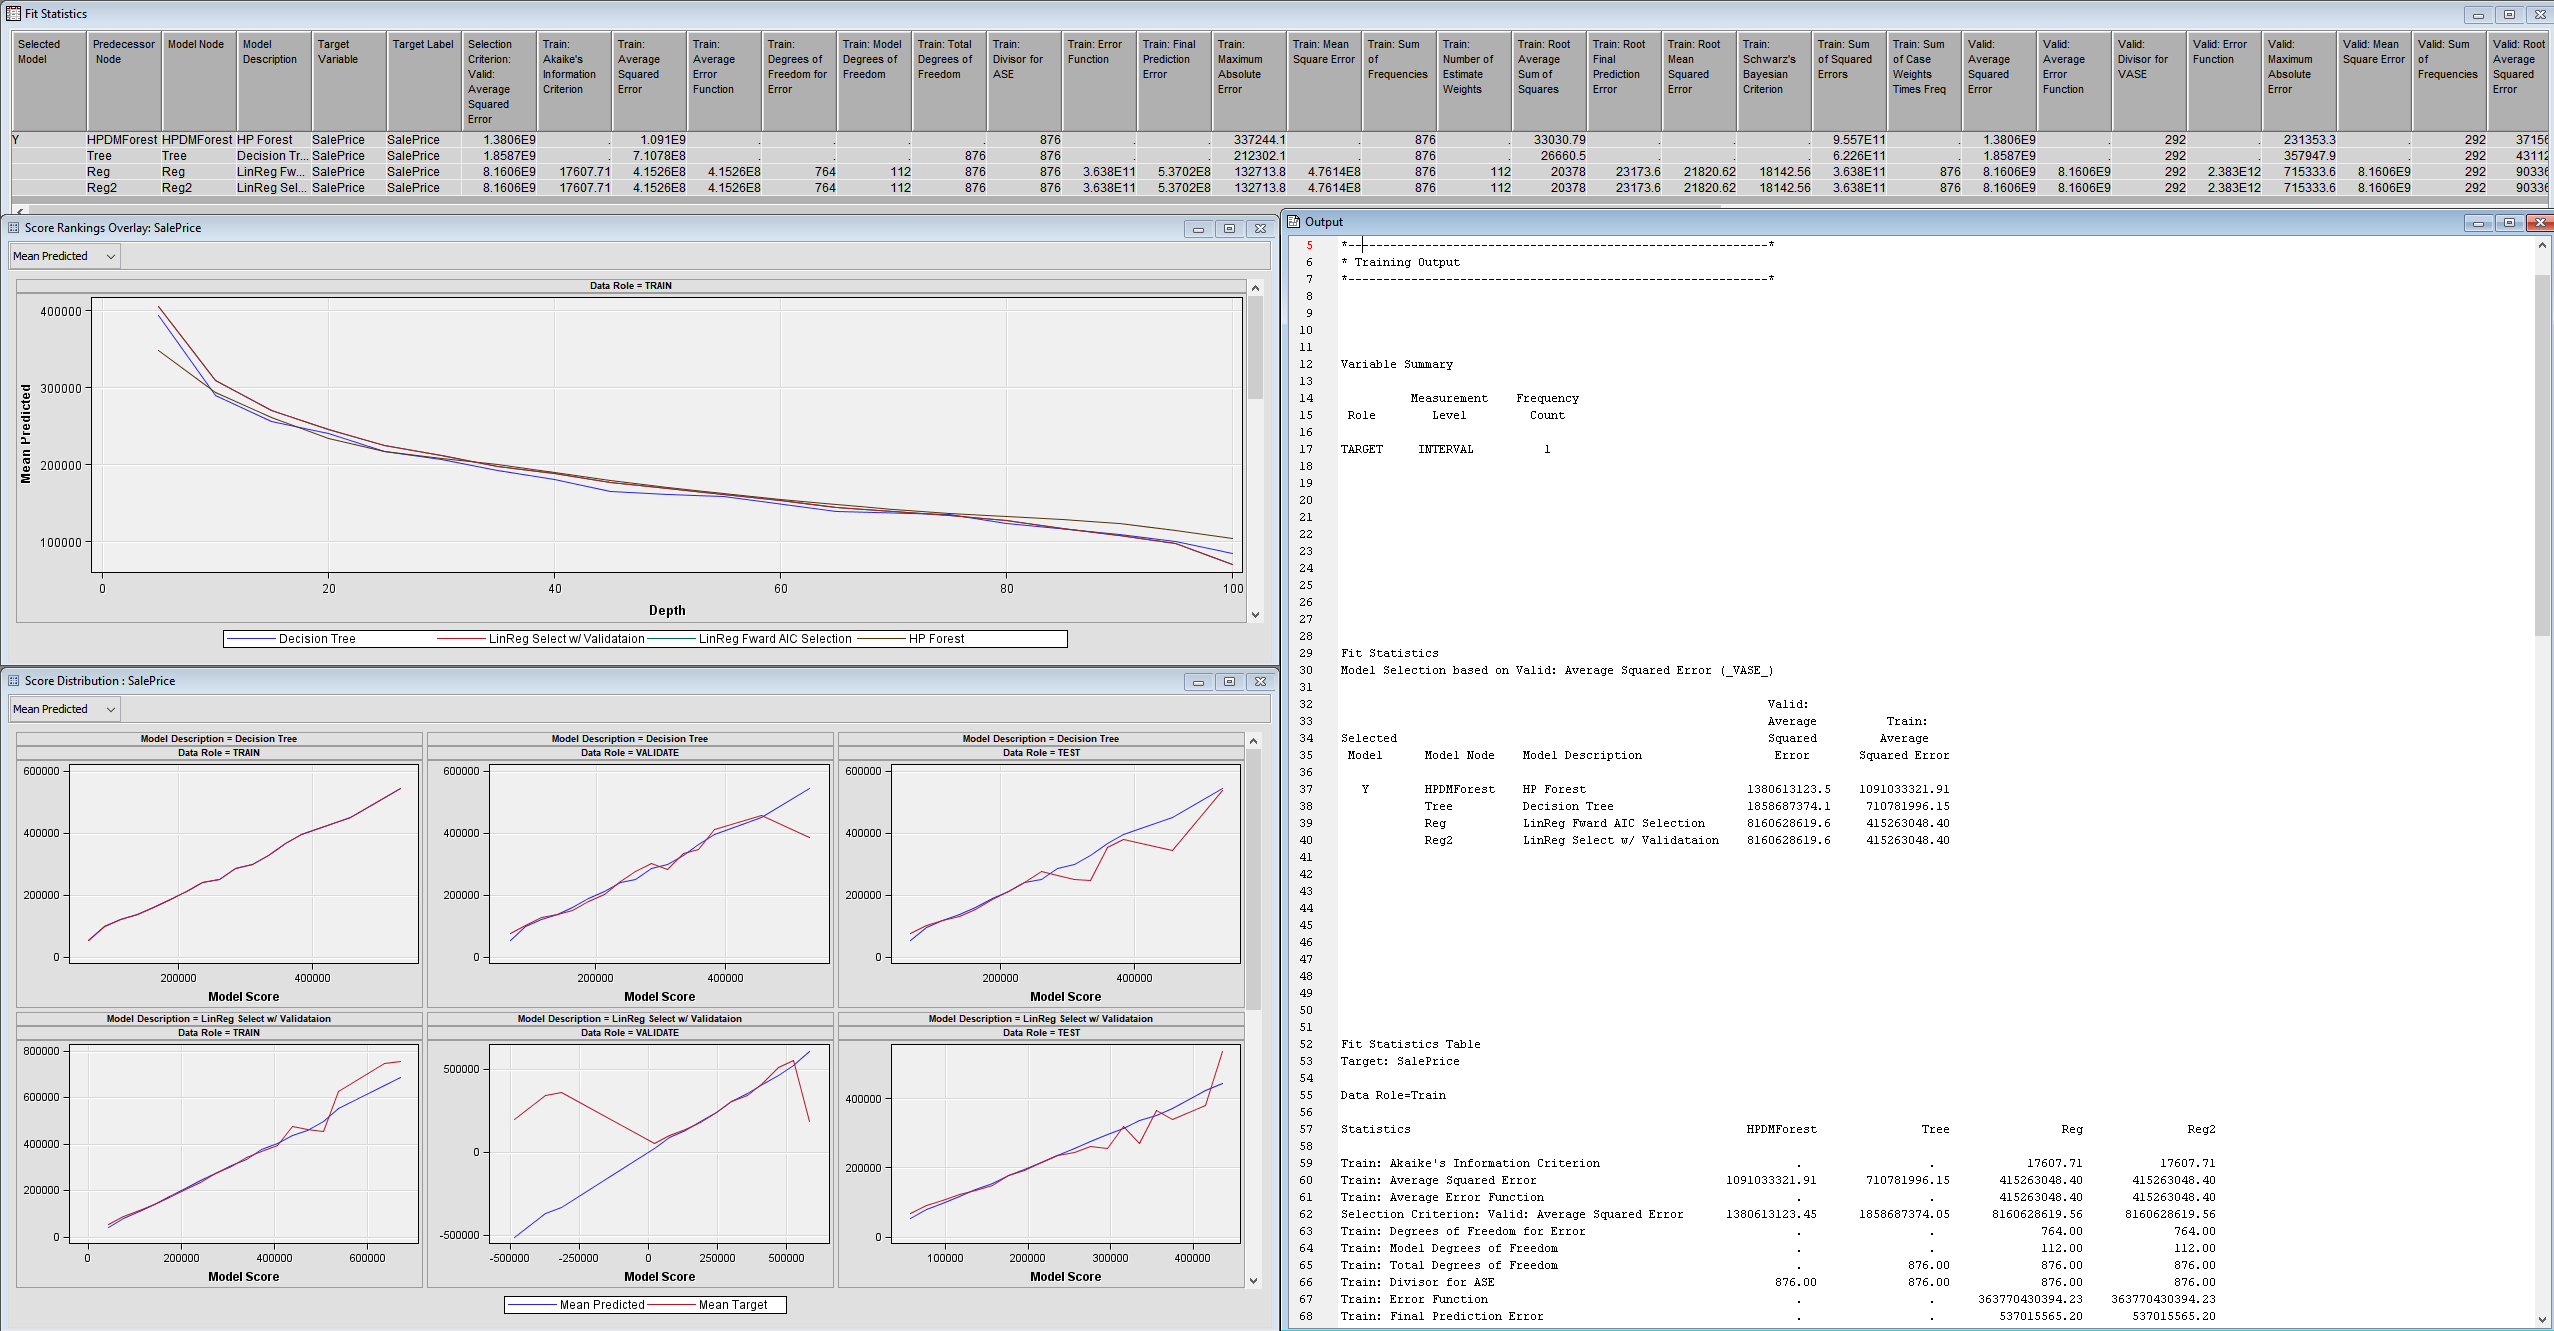 Fit Statistics
Selected Model	Predecessor Node	Model Node	Model Description	Target Variable	Target Label	Selection Criterion: Valid: Average Squared Error	Train: Akaike's Information Criterion	Train: Average Squared Error	Train: Average Error Function	Train: Degrees of Freedom for Error	Train: Model Degrees of Freedom	Train: Total Degrees of Freedom	Train: Divisor for ASE	Train: Error Function	Train: Final Prediction Error	Train: Maximum Absolute Error	Train: Mean Square Error	Train: Sum of Frequencies	Train: Number of Estimate Weights	Train: Root Average Sum of Squares	Train: Root Final Prediction Error	Train: Root Mean Squared Error	Train: Schwarz's Bayesian Criterion	Train: Sum of Squared Errors	Train: Sum of Case Weights Times Freq	Valid: Average Squared Error	Valid: Average Error Function	Valid: Divisor for VASE	Valid: Error Function	Valid: Maximum Absolute Error	Valid: Mean Square Error	Valid: Sum of Frequencies	Valid: Root Average Squared Error
Y	HPDMForest	HPDMForest	HP Forest	SalePrice	SalePrice	1.3806E9	.	1.091E9	.	.	.	.	876	.	.	337244.1	.	876	.	33030.79	.	.	.	9.557E11	.	1.3806E9	.	292	.	231353.3	.	292	37156
Tree	Tree	Decision Tr...	SalePrice	SalePrice	1.8587E9	.	7.1078E8	.	.	.	876	876	.	.	212302.1	.	876	.	26660.5	.	.	.	6.226E11	.	1.8587E9	.	292	.	357947.9	.	292	43112
Reg	Reg	LinReg Fw...	SalePrice	SalePrice	8.1606E9	17607.71	4.1526E8	4.1526E8	764	112	876	876	3.638E11	5.3702E8	132713.8	4.7614E8	876	112	20378	23173.6	21820.62	18142.56	3.638E11	876	8.1606E9	8.1606E9	292	2.383E12	715333.6	8.1606E9	292	90336
Reg2	Reg2	LinReg Sel...	SalePrice	SalePrice	8.1606E9	17607.71	4.1526E8	4.1526E8	764	112	876	876	3.638E11	5.3702E8	132713.8	4.7614E8	876	112	20378	23173.6	21820.62	18142.56	3.638E11	876	8.1606E9	8.1606E9	292	2.383E12	715333.6	8.1606E9	292	90336
Score Rankings Overlay: SalePrice
Mean Predicted
Data Role = TRAIN
Mean Predicted
400000
300000
200000
100000
0 20 40 60 80 100
Depth
Decision Tree LinReg Select w/ Validataion LinReg Fward AIC Selection HP Forest
Score Distribution : SalePrice
Mean Predicted
Model Description = Decision Tree
Data Role = TRAIN
600000
400000
200000
0
200000 400000
Model Score
Model Description = Decision Tree
Data Role = VALIDATE
600000
400000
200000
0
200000 400000
Model Score
Model Description = Decision Tree
Data Role = TEST
600000
400000
200000
0
200000 400000
Model Score
Model Description = LinReg Select w/ Validataion
Data Role = TRAIN
800000
600000
400000
200000
0
0 200000 400000 600000
Model Score
Model Description = LinReg Select w/ Validataion
Data Role = VALIDATE
500000
0
-500000
-500000 -250000 0 250000 500000
Model Score
Model Description = LinReg Select w/ Validataion
Data Role = TEST
400000
200000
0
100000 200000 300000 400000
Model Score
Mean Predicted Mean Target
Output
5 *------------------------------------------------------------*
6 * Training Output
7 *------------------------------------------------------------*
8
9
10
11
12 Variable Summary
13
14 Measurement Frequency
15 Role Level Count
16
17 TARGET INTERVAL 1
18
19
20
21
22
23
24
25
26
27
28
29 Fit Statistics
30 Model Selection based on Valid: Average Squared Error (_VASE_)
31
32 Valid:
33 Average Train:
34 Selected Squared Average
35 Model Model Node Model Description Error Squared Error
36
37 Y HPDMForest HP Forest 1380613123.5 1091033321.91
38 Tree Decision Tree 1858687374.1 710781996.15
39 Reg LinReg Fward AIC Selection 8160628619.6 415263048.40
40 Reg2 LinReg Select w/ Validataion 8160628619.6 415263048.40
41
42
43
44
45
46
47
48
49
50
51
52 Fit Statistics Table
53 Target: SalePrice
54
55 Data Role=Train
56
57 Statistics HPDMForest Tree Reg Reg2
58
59 Train: Akaike's Information Criterion . . 17607.71 17607.71
60 Train: Average Squared Error 1091033321.91 710781996.15 415263048.40 415263048.40
61 Train: Average Error Function . . 415263048.40 415263048.40
62 Selection Criterion: Valid: Average Squared Error 1380613123.45 1858687374.05 8160628619.56 8160628619.56
63 Train: Degrees of Freedom for Error . . 764.00 764.00
64 Train: Model Degrees of Freedom . . 112.00 112.00
65 Train: Total Degrees of Freedom . 876.00 876.00 876.00
66 Train: Divisor for ASE 876.00 876.00 876.00 876.00
67 Train: Error Function . . 363770430394.23 363770430394.23
68 Train: Final Prediction Error . . 537015565.20 537015565.20